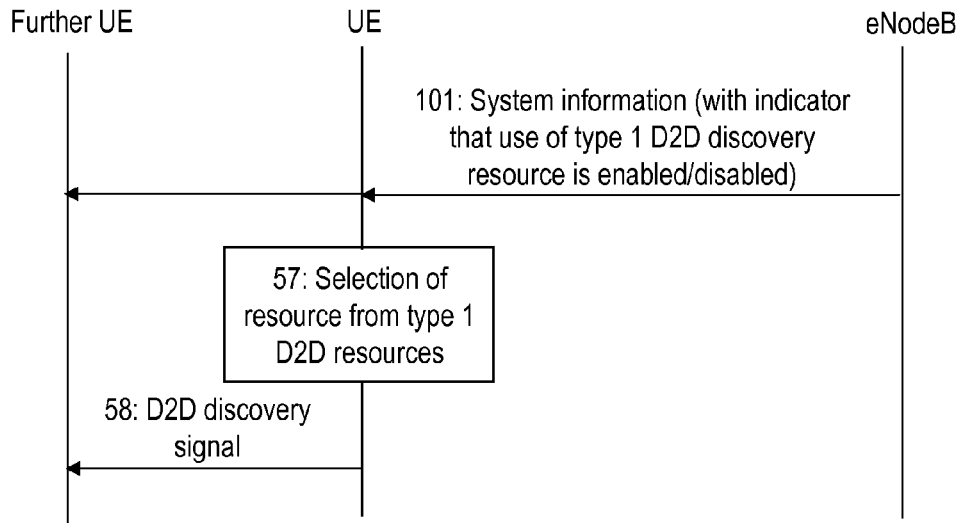 Further UE
UE
eNodeB
101: System information (with indicator
that use of type 1 D2D discovery
resource is enabled/disabled)
57: Selection of
resource from type 1
D2D resources
58: D2D discovery
signal